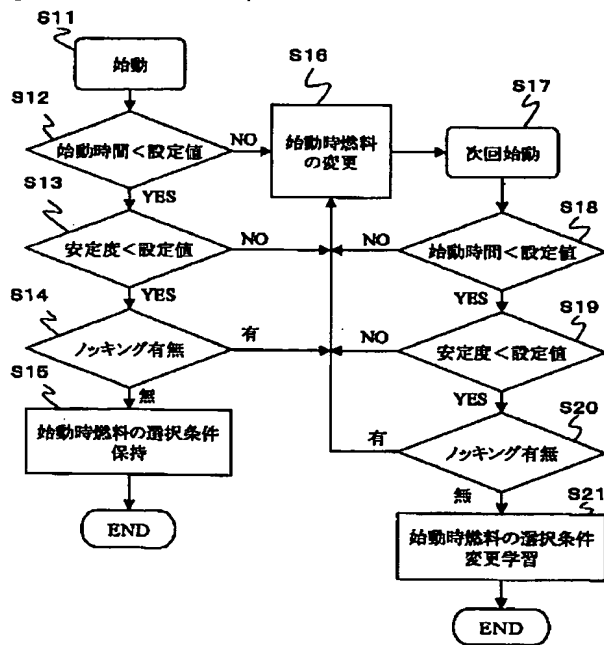 S11
始動
S12
始動時間<設定値
NO
YES
S13
安定度<設定値
NO
YES
S14
ノッキング有無
有
無
S15
始動時燃料の選択条件
保持
END
S16
始動時燃料
の変更
S17
次回始動
S18
始動時間<設定値
NO
YES
S19
安定度<設定値
NO
YES
S20
ノッキング有無
有
無
S21
始動時燃料の選択条件
変更学習
END